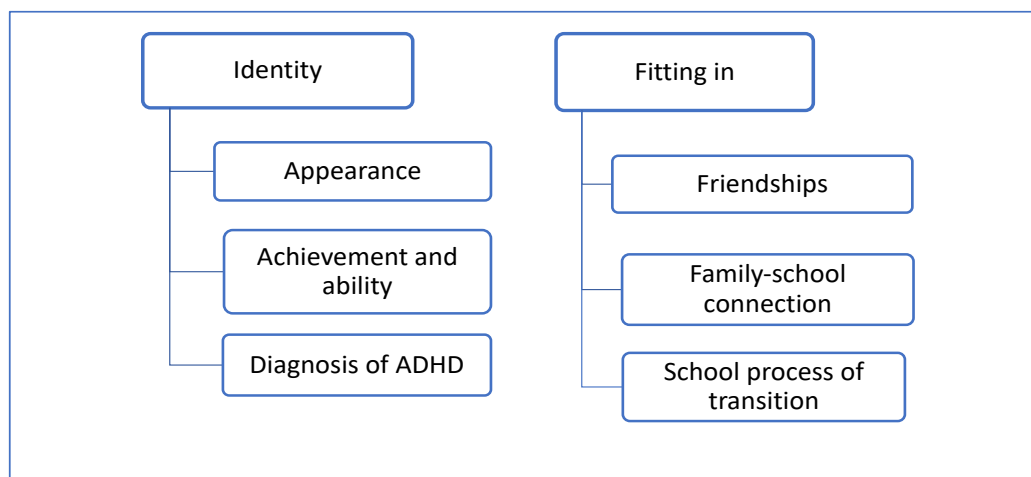 Identity
Appearance
Achievement and
ability
Diagnosis of ADHD
Fitting in
Friendships
Family-school
connection
School process of
transition